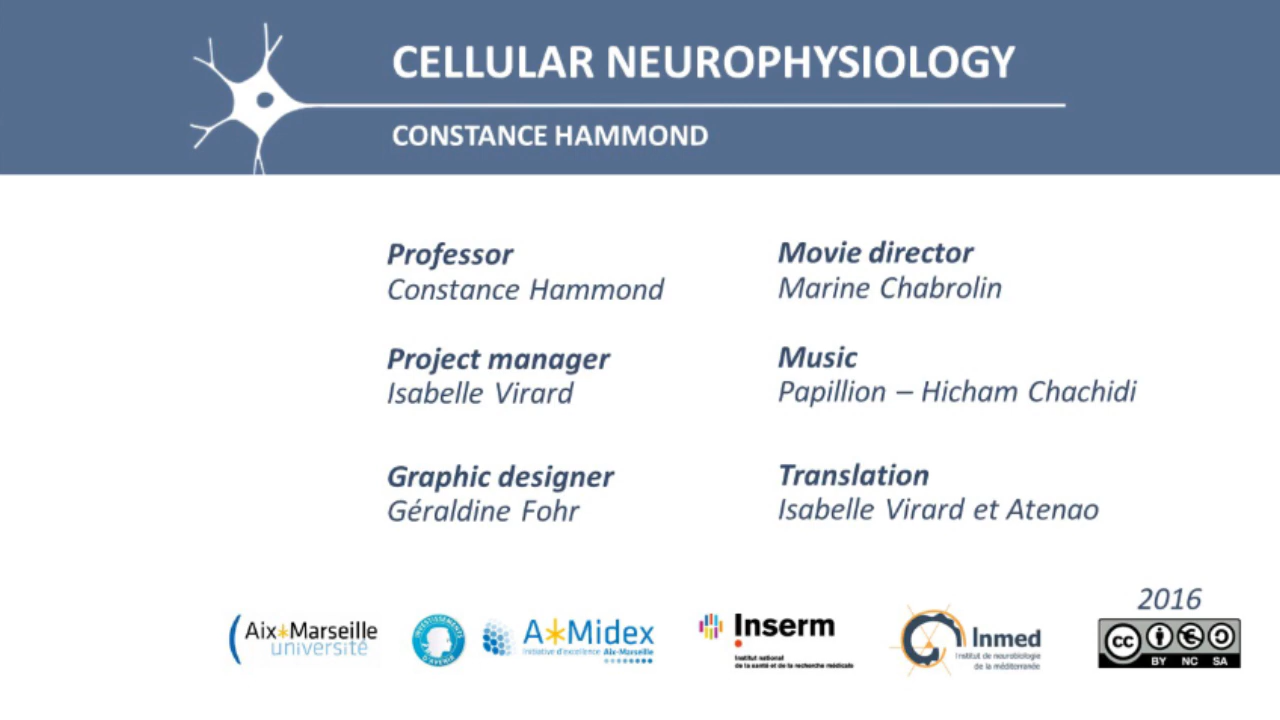 CELLULAR NEUROPHYSIOLOGY
CONSTANCE HAMMOND
Professor
Constance Hammond
Movie director
Marine Chabrolin
Project manager
Isabelle Virard
Music
Papillion – Hicham Chachidi
Graphic designer
Géraldine Fohr
Translation
Isabelle Virard et Atenao
2016
Aix*Marseille
université
INVESTISSEMENTS
D'AVENIR
A*Midex
Initiative d'excellence Aix-Marseille
Inserm
Institut national
de la santé et de la recherche médicale
Inmed
Institut de neurobiologie
de la méditerranée
cc
BY NC SA